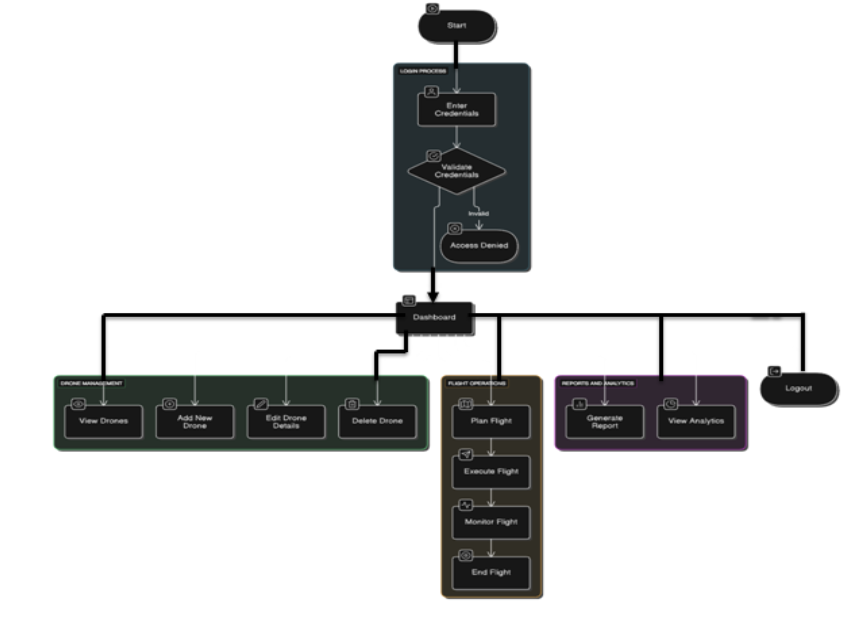 Start
LOGIN PROCESS
Enter
Credentials
Validate
Credentials
Invalid
Access Denied
Dashboard
DRONE MANAGEMENT
View Drones
Add New
Drone
Edit Drone
Details
Delete Drone
FLIGHT OPERATIONS
Plan Flight
Execute Flight
Monitor Flight
End Flight
REPORTS AND ANALYTICS
Generate
Report
View Analytics
Logout